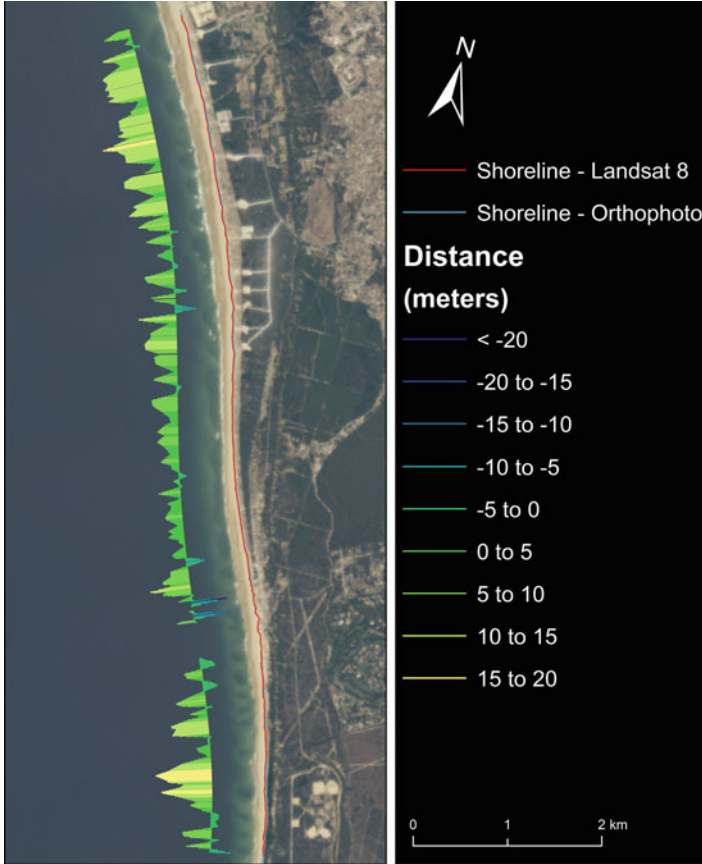 N
Shoreline - Landsat 8
Shoreline - Orthophoto
Distance
(meters)
< -20
-20 to -15
-15 to -10
-10 to -5
-5 to 0
0 to 5
5 to 10
10 to 15
15 to 20
0 1 2 km